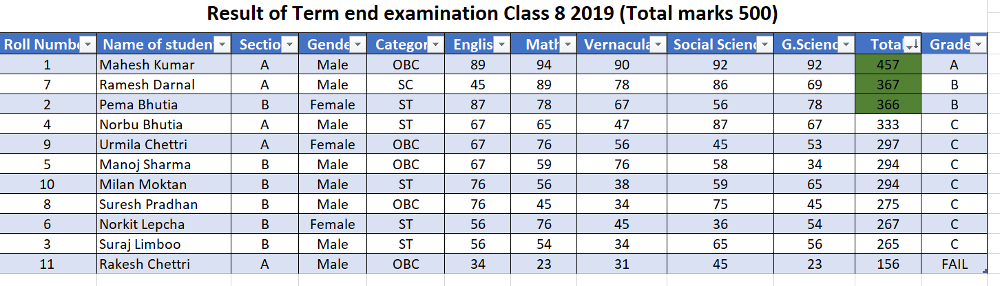 Result of Term end examination Class 8 2019 (Total marks 500)
Roll Numbe Name of studen Sectio Gende Categor Englis Math Vernacula Social Scienc G.Scienc Total Grade
1 Mahesh Kumar A Male OBC 89 94 90 92 92 457 A
7 Ramesh Darnal A Male SC 45 89 78 86 69 367 B
2 Pema Bhutia B Female ST 87 78 67 56 78 366 B
4 Norbu Bhutia A Male ST 67 65 47 87 67 333 C
9 Urmila Chettri A Female OBC 67 76 56 45 53 297 C
5 Manoj Sharma B Male OBC 67 59 76 58 34 294 C
10 Milan Moktan B Male ST 76 56 38 59 65 294 C
8 Suresh Pradhan B Male OBC 76 45 34 75 45 275 C
6 Norkit Lepcha B Female ST 56 76 45 36 54 267 C
3 Suraj Limboo B Male ST 56 54 34 65 56 265 C
11 Rakesh Chettri A Male OBC 34 23 31 45 23 156 FAIL